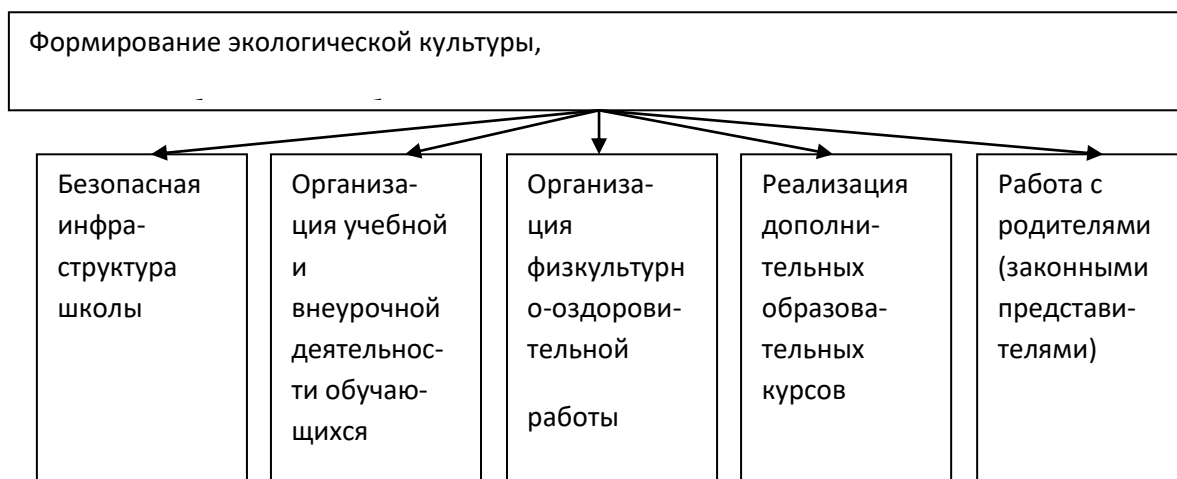 Формирование экологической культуры,
Безопасная
инфра-
структура
школы
Организа-
ция учебной
и
внеурочной
деятельнос-
ти обучаю-
щихся
Организа-
ция
физкультурн
о-оздорови-
тельной
работы
Реализация
дополни-
тельных
образова-
тельных
курсов
Работа с
родителями
(законными
представи-
телями)